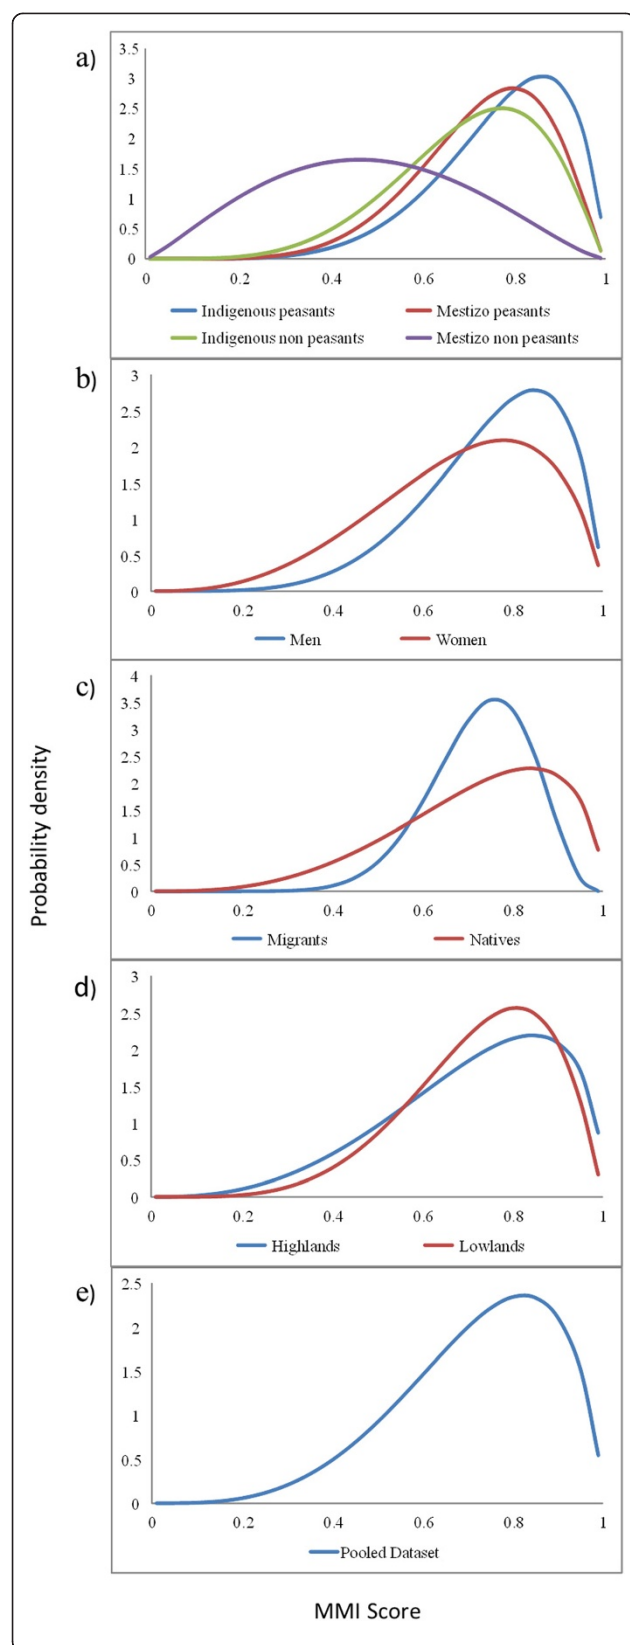 a)
3.5
3
2.5
2
1.5
1
0.5
0
0 0.2 0.4 0.6 0.8 1
Indigenous peasants Mestizo peasants
Indigenous non peasants Mestizo non peasants
b)
3
2.5
2
1.5
1
0.5
0
0 0.2 0.4 0.6 0.8 1
Men Women
c)
4
3.5
3
2.5
2
1.5
1
0.5
0
0 0.2 0.4 0.6 0.8 1
Migrants Natives
Probability density
d)
3
2.5
2
1.5
1
0.5
0
0 0.2 0.4 0.6 0.8 1
Highlands Lowlands
e)
2.5
2
1.5
1
0.5
0
0 0.2 0.4 0.6 0.8 1
Pooled Dataset
MMI Score